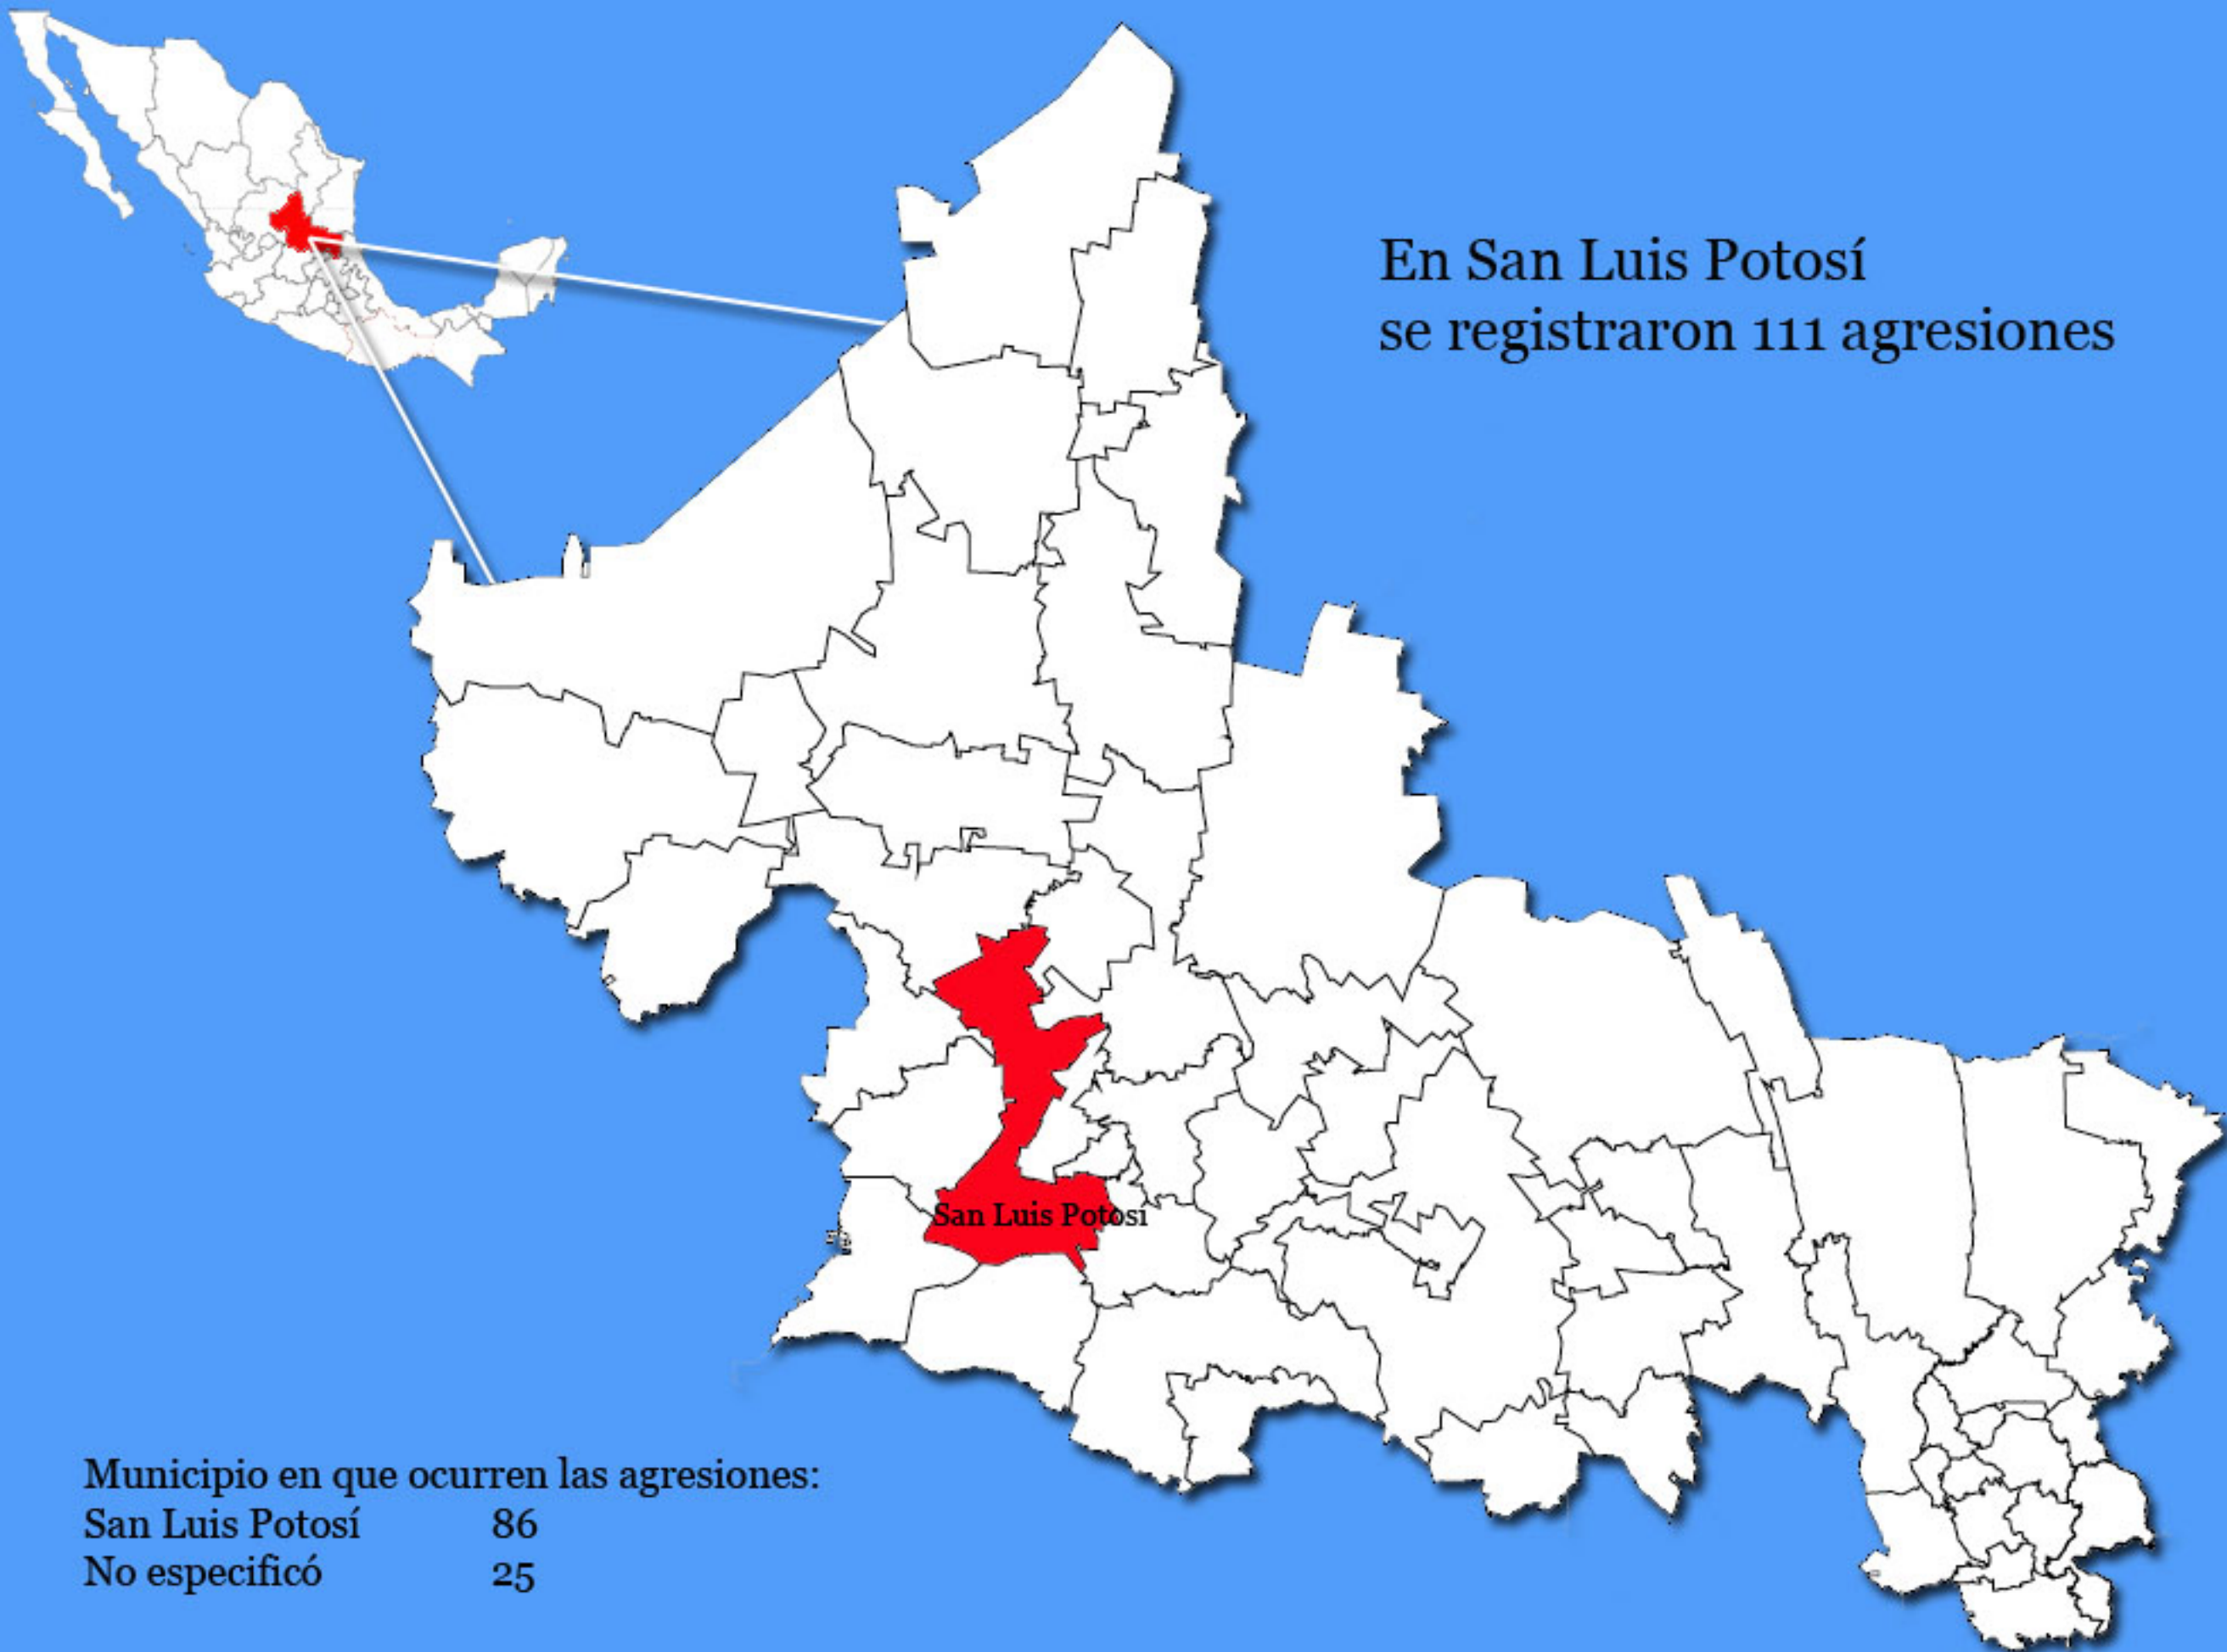 En San Luis Potosí
se registraron 111 agresiones
San Luis Potosí
Municipio en que ocurren las agresiones:
San Luis Potosí 86
No especificó 25